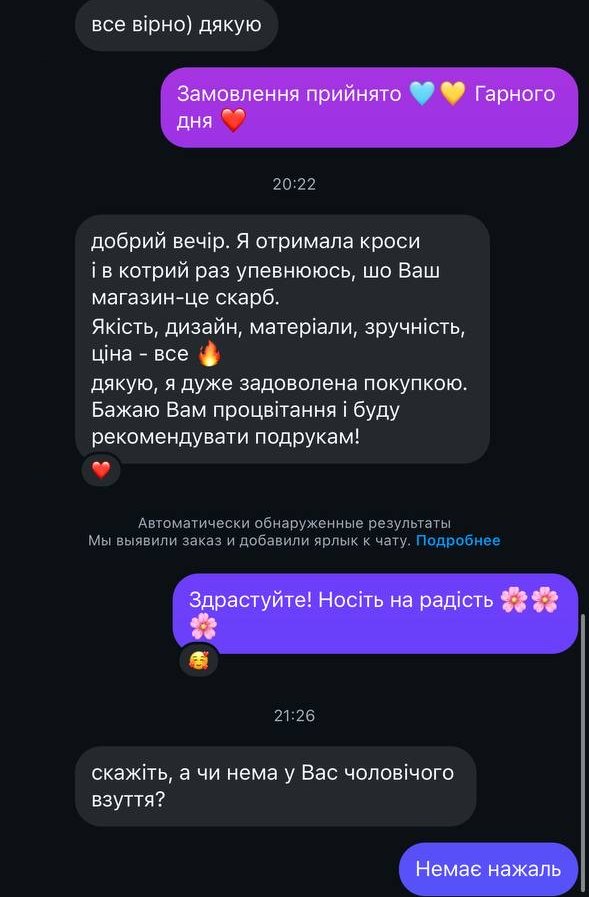 все вірно) дякую
Замовлення прийнято 🩵💛 Гарного
дня ❤️
20:22
добрий вечір. Я отримала кроси
і в котрий раз упевнююсь, шо Ваш
магазин-це скарб.
Якість, дизайн, матеріали, зручність,
ціна - все 🔥
дякую, я дуже задоволена покупкою.
Бажаю Вам процвітання і буду
рекомендувати подрукам!
❤️
Автоматически обнаруженные результаты
Мы выявили заказ и добавили ярлык к чату. Подробнее
Здрастуйте! Носіть на радість 🌸🌸
🌸
🥰
21:26
скажіть, а чи нема у Вас чоловічого
взуття?
Немає нажаль